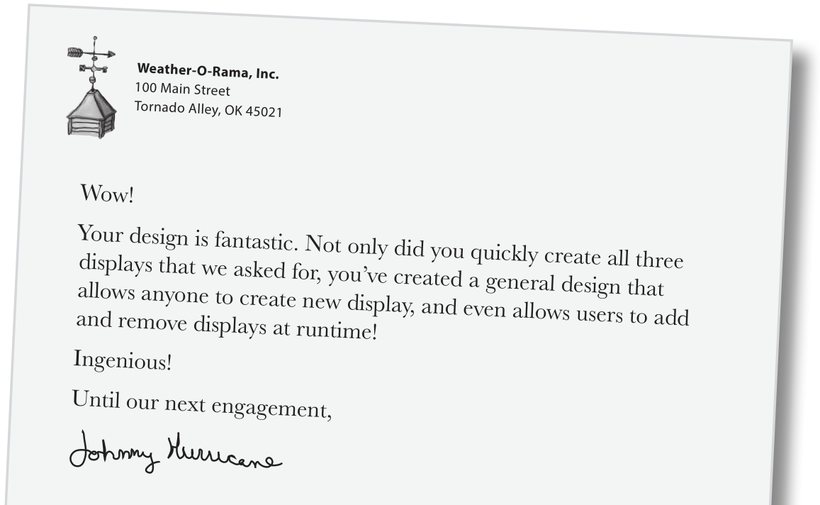 Weather-O-Rama, Inc.
100 Main Street
Tornado Alley, OK 45021
Wow!
Your design is fantastic. Not only did you quickly create all three
displays that we asked for, you’ve created a general design that
allows anyone to create new display, and even allows users to add
and remove displays at runtime!
Ingenious!
Until our next engagement,
Johnny Hurricane